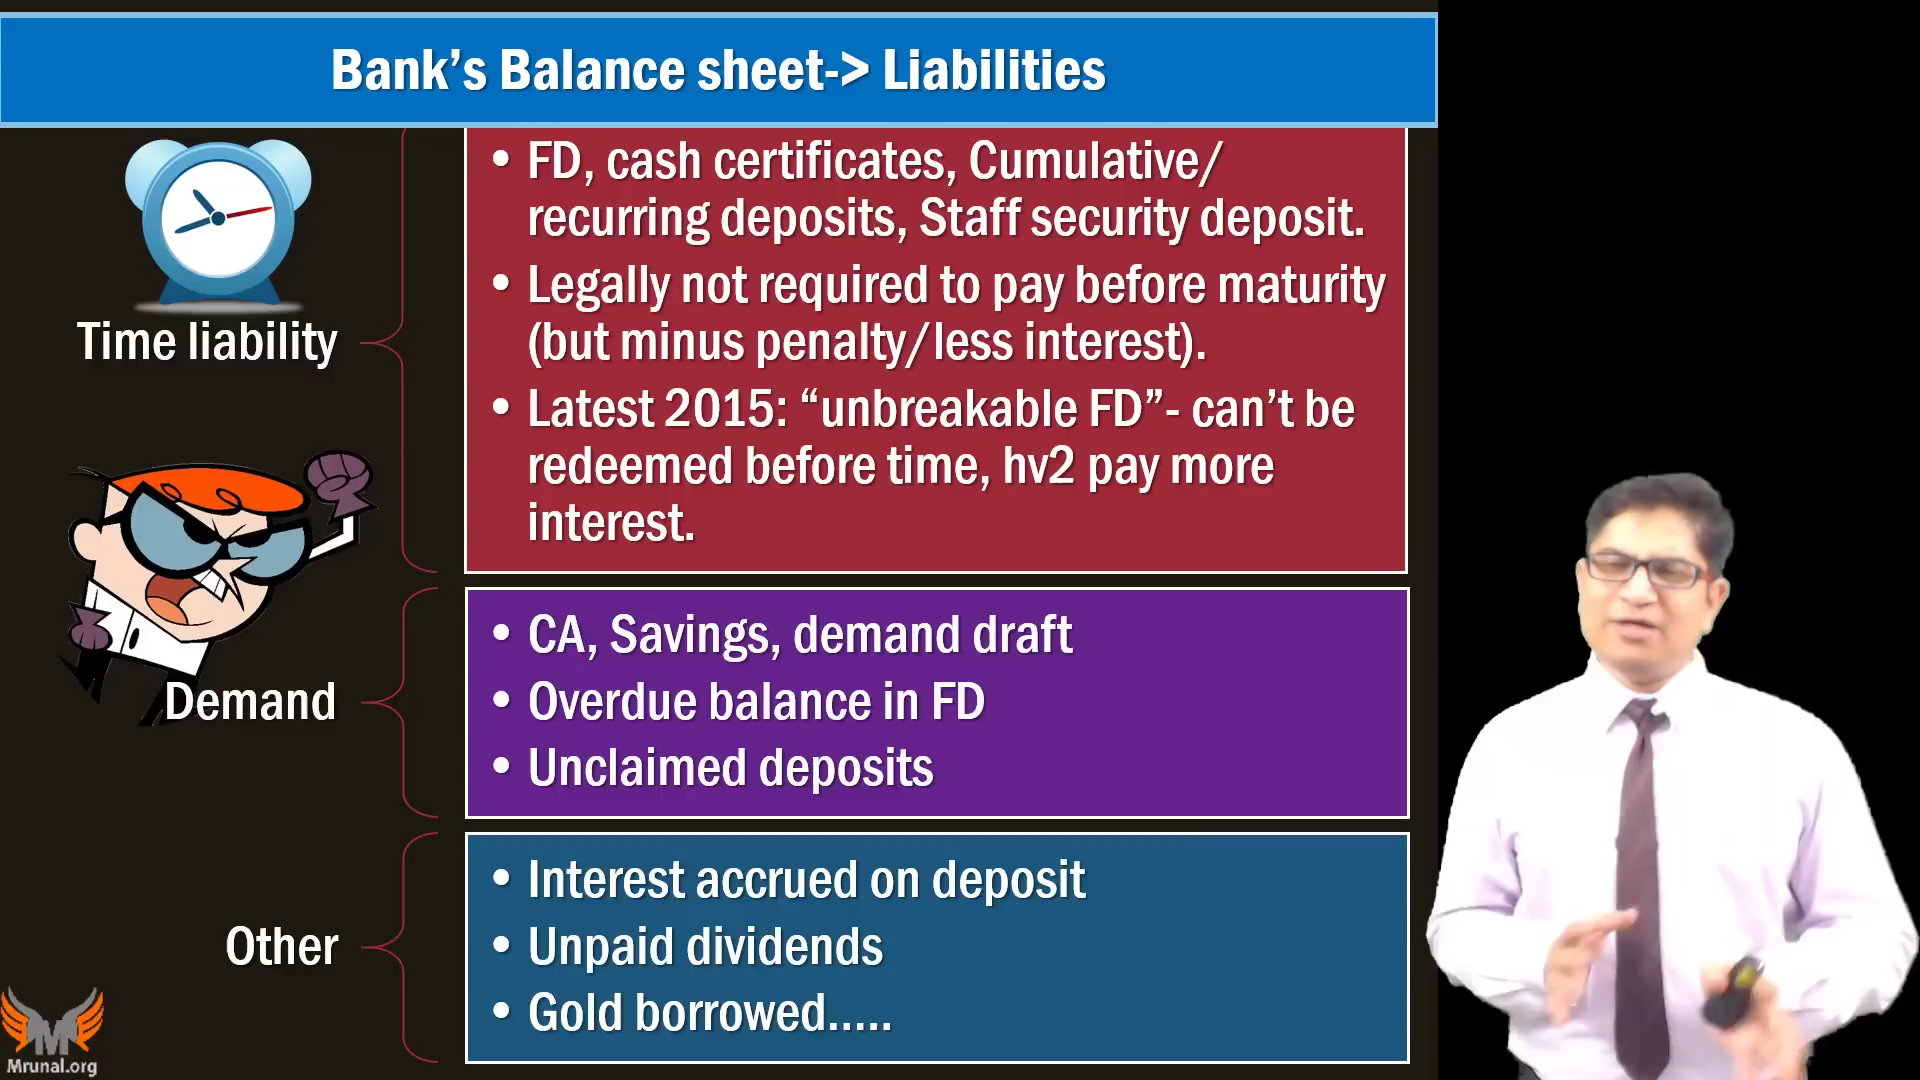 Bank’s Balance sheet-> Liabilities
Time liability
• FD, cash certificates, Cumulative/
recurring deposits, Staff security deposit.
• Legally not required to pay before maturity
(but minus penalty/less interest).
• Latest 2015: “unbreakable FD”- can’t be
redeemed before time, hv2 pay more
interest.
Demand
• CA, Savings, demand draft
• Overdue balance in FD
• Unclaimed deposits
Other
• Interest accrued on deposit
• Unpaid dividends
• Gold borrowed.....
M
Mrunal.org